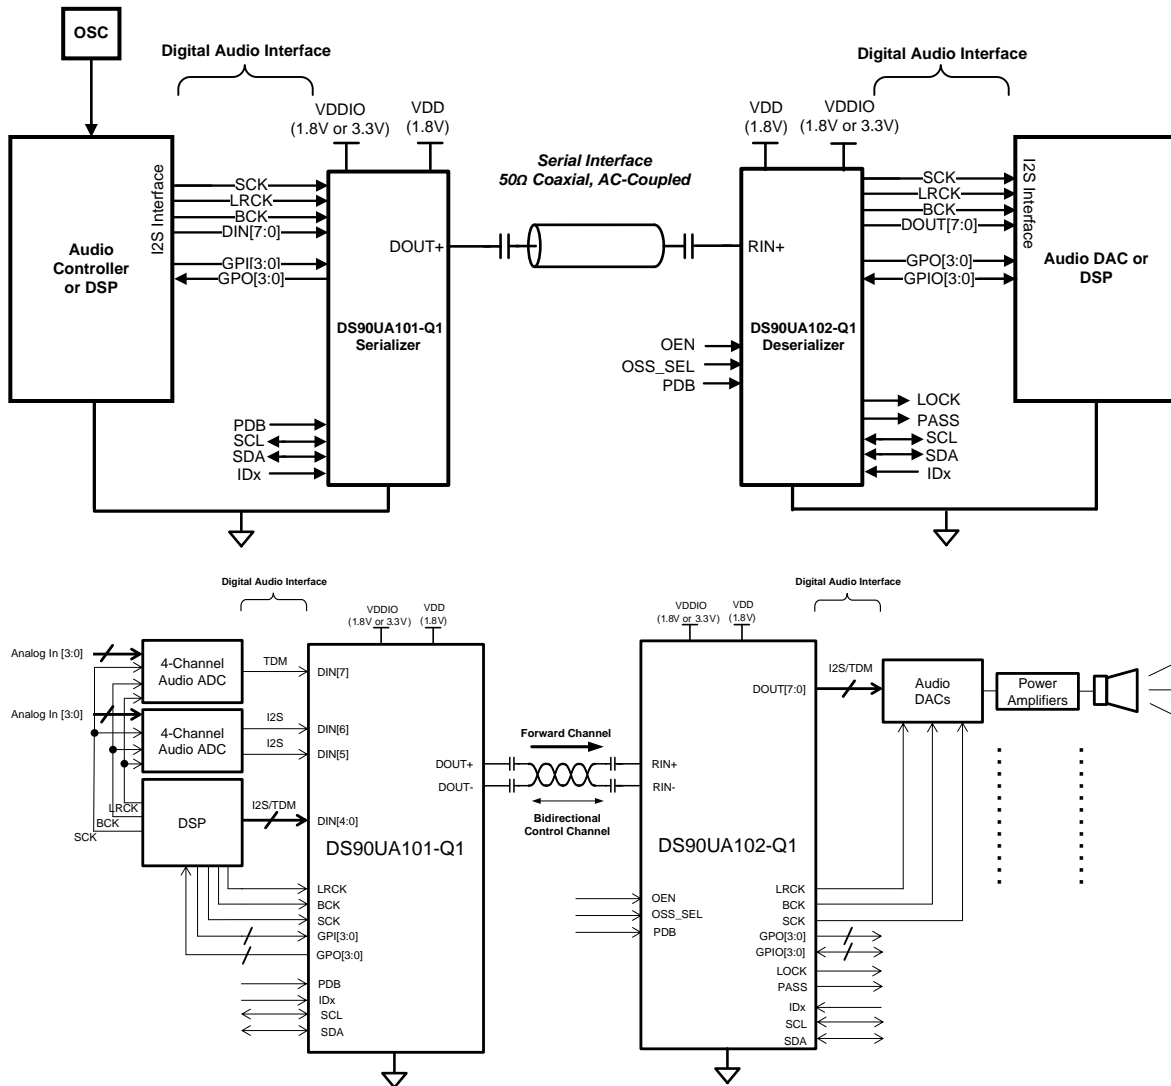 OSC
Digital Audio Interface
Digital Audio Interface
VDDIO
(1.8V or 3.3V)
VDD
(1.8V)
VDD
(1.8V)
VDDIO
(1.8V or 3.3V)
Serial Interface
50Ω Coaxial, AC-Coupled
Audio
Controller
or DSP
I2S Interface
SCK
LRCK
BCK
DIN[7:0]
GPI[3:0]
GPO[3:0]
DOUT+
DS90UA101-Q1
Serializer
PDB
SCL
SDA
IDx
RIN+
DS90UA102-Q1
Deserializer
OEN
OSS_SEL
PDB
SCK
LRCK
BCK
DOUT[7:0]
GPO[3:0]
GPIO[3:0]
LOCK
PASS
SCL
SDA
IDx
I2S Interface
Audio DAC or
DSP
Digital Audio Interface
Digital Audio Interface
VDDIO
(1.8V or 3.3V)
VDD
(1.8V)
VDDIO
(1.8V or 3.3V)
VDD
(1.8V)
Analog In [3:0]
4-Channel
Audio ADC
TDM
DIN[7]
Analog In [3:0]
4-Channel
Audio ADC
I2S
DIN[6]
I2S
DIN[5]
LRCK
BCK
SCK
DSP
I2S/TDM
DIN[4:0]
DS90UA101-Q1
LRCK
BCK
SCK
GPI[3:0]
GPO[3:0]
PDB
IDx
SCL
SDA
DOUT+
DOUT-
Forward Channel
Bidirectional
Control Channel
RIN+
RIN-
DS90UA102-Q1
OEN
OSS_SEL
PDB
DOUT[7:0]
I2S/TDM
Audio
DACs
Power
Amplifiers
LRCK
BCK
SCK
GPO[3:0]
GPIO[3:0]
LOCK
PASS
IDx
SCL
SDA